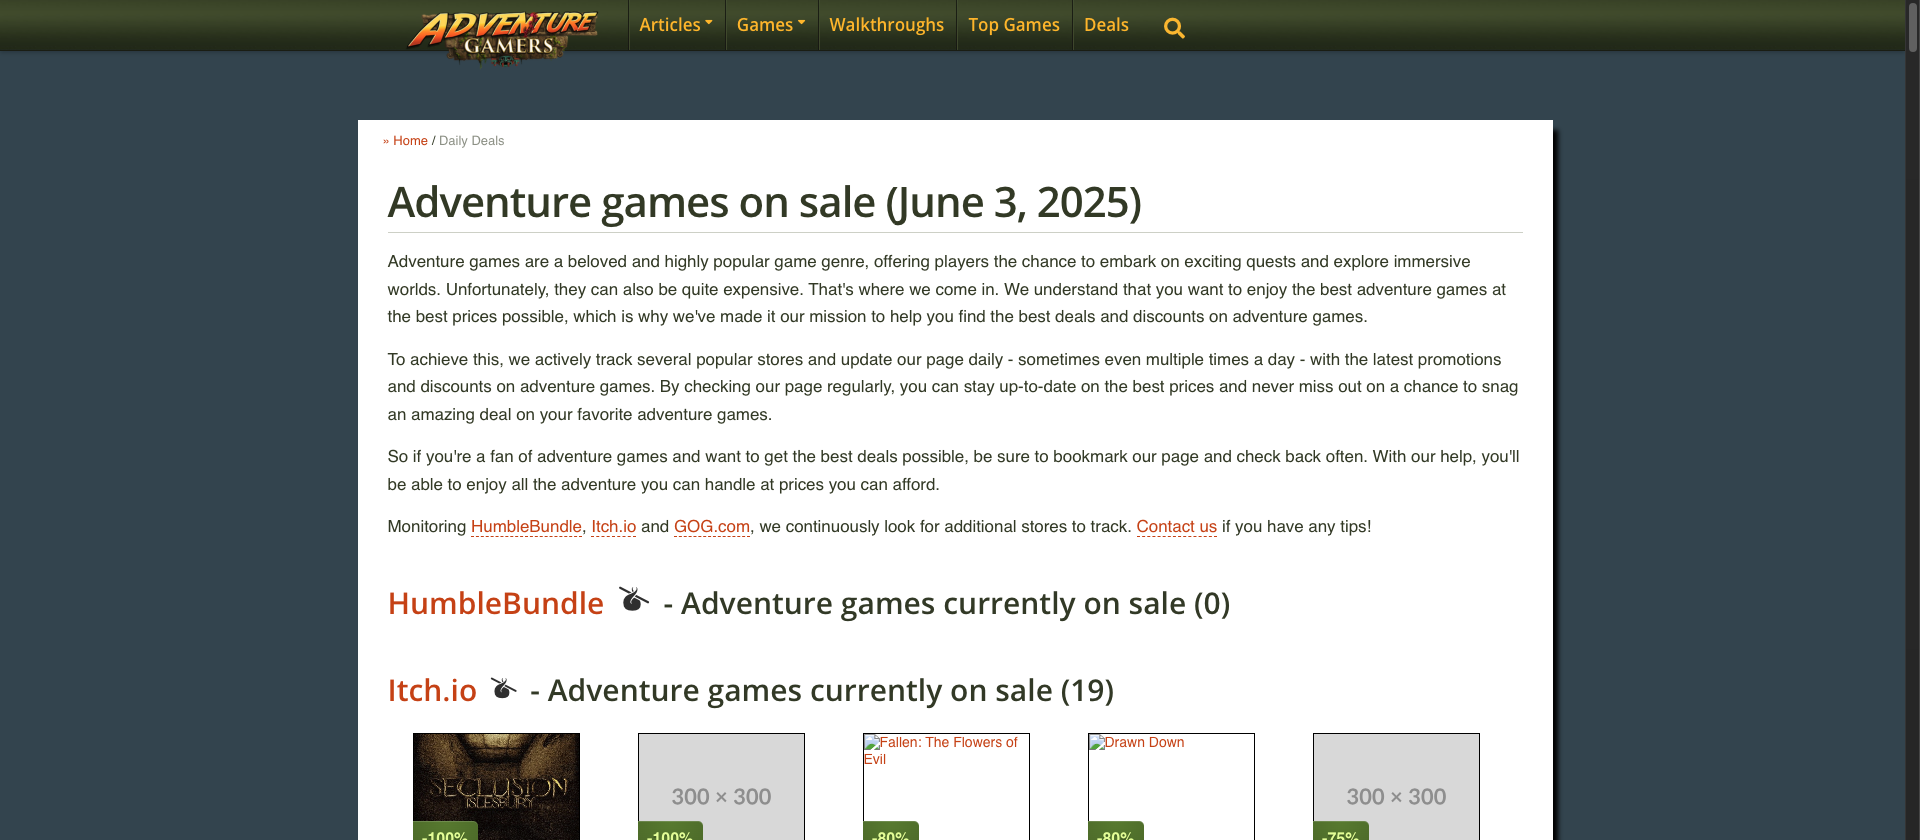 ADVENTURE
GAMERS
Articles
Games
Walkthroughs
Top Games
Deals
» Home / Daily Deals
Adventure games on sale (June 3, 2025)
Adventure games are a beloved and highly popular game genre, offering players the chance to embark on exciting quests and explore immersive
worlds. Unfortunately, they can also be quite expensive. That's where we come in. We understand that you want to enjoy the best adventure games at
the best prices possible, which is why we've made it our mission to help you find the best deals and discounts on adventure games.
To achieve this, we actively track several popular stores and update our page daily - sometimes even multiple times a day - with the latest promotions
and discounts on adventure games. By checking our page regularly, you can stay up-to-date on the best prices and never miss out on a chance to snag
an amazing deal on your favorite adventure games.
So if you're a fan of adventure games and want to get the best deals possible, be sure to bookmark our page and check back often. With our help, you'll
be able to enjoy all the adventure you can handle at prices you can afford.
Monitoring HumbleBundle, Itch.io and GOG.com, we continuously look for additional stores to track. Contact us if you have any tips!
HumbleBundle - Adventure games currently on sale (0)
Itch.io - Adventure games currently on sale (19)
SECLUSION
ISLESBURY
-100%
300 × 300
-100%
Fallen: The Flowers of
Evil
-80%
Drawn Down
-80%
300 × 300
-75%